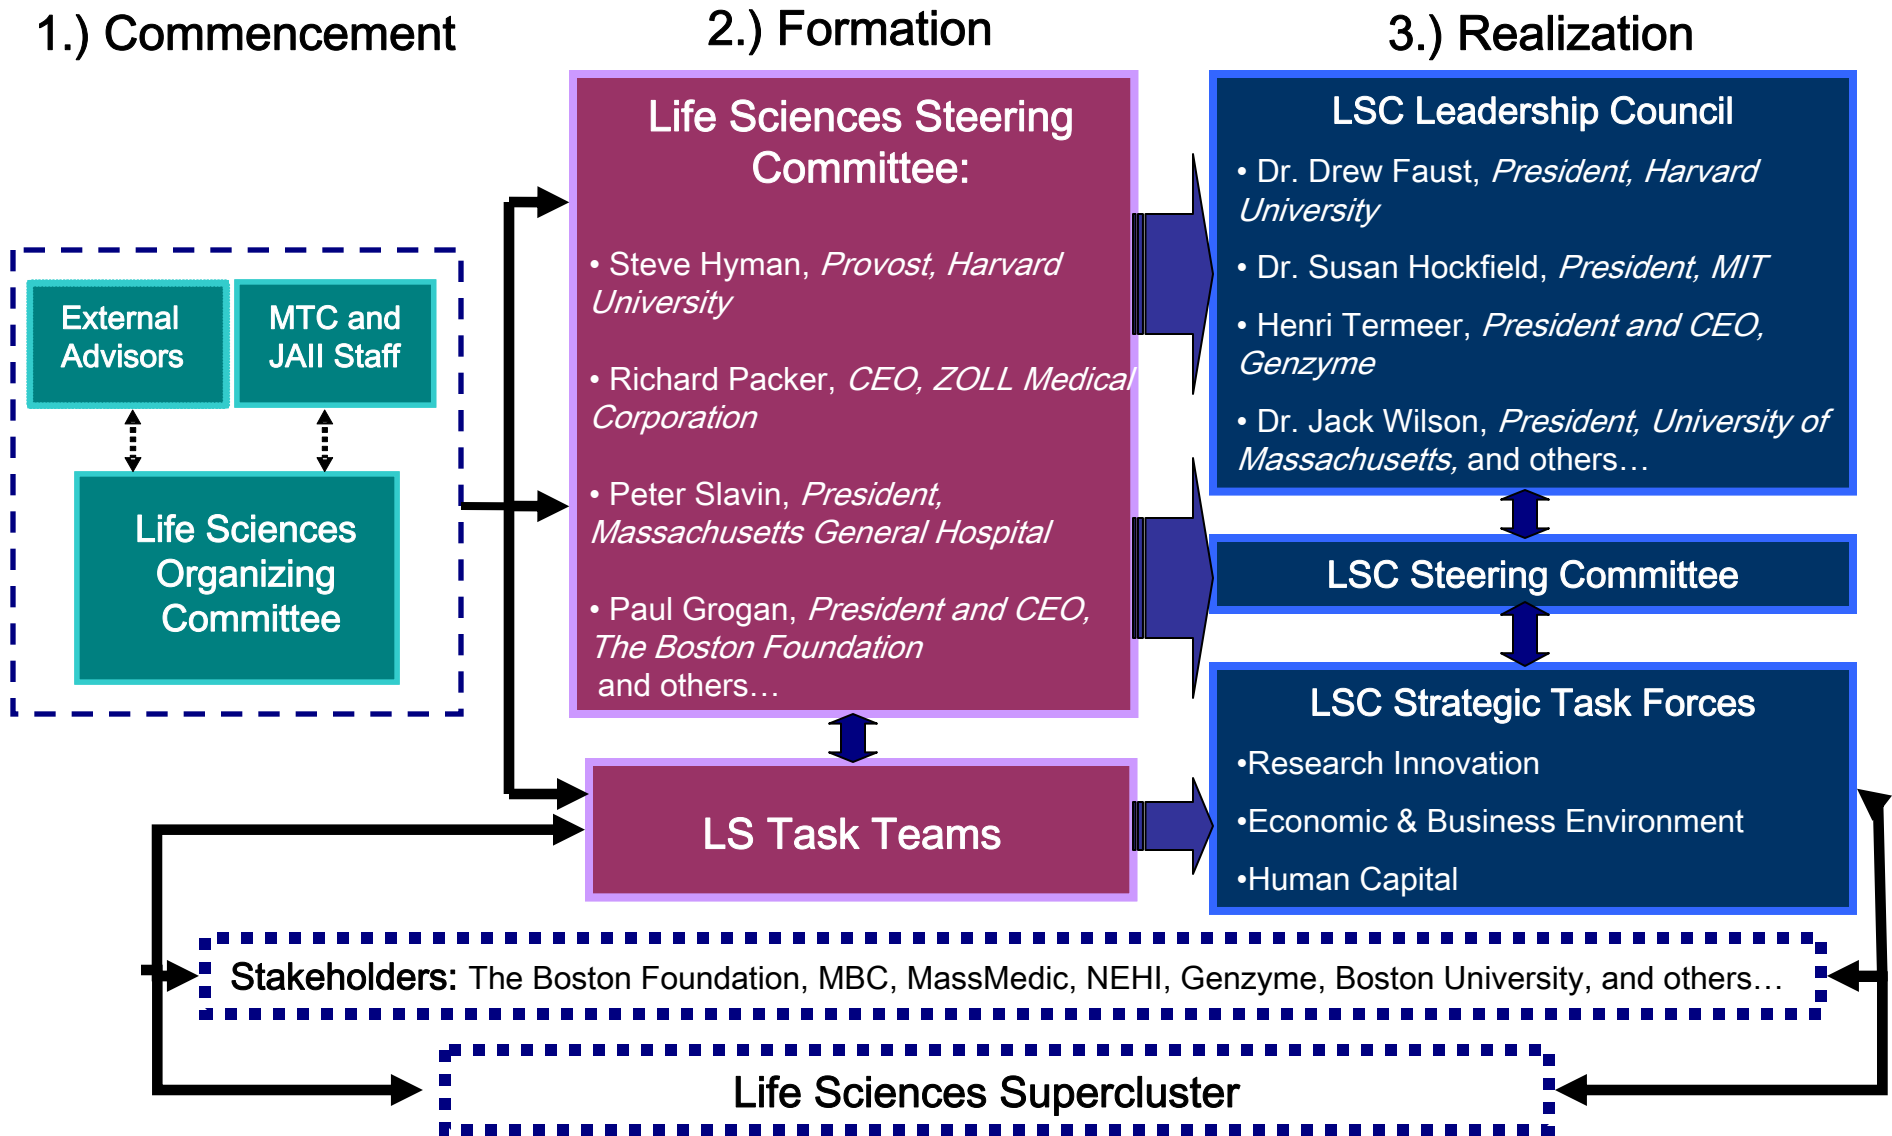 1.) Commencement
2.) Formation
3.) Realization
External
Advisors
MTC and
JAII Staff
Life Sciences
Organizing
Committee
Life Sciences Steering
Committee:
• Steve Hyman, Provost, Harvard
University
• Richard Packer, CEO, ZOLL Medical
Corporation
• Peter Slavin, President,
Massachusetts General Hospital
• Paul Grogan, President and CEO,
The Boston Foundation
and others…
LS Task Teams
LSC Leadership Council
• Dr. Drew Faust, President, Harvard
University
• Dr. Susan Hockfield, President, MIT
• Henri Termeer, President and CEO,
Genzyme
• Dr. Jack Wilson, President, University of
Massachusetts, and others…
LSC Steering Committee
LSC Strategic Task Forces
•Research Innovation
•Economic & Business Environment
•Human Capital
Stakeholders: The Boston Foundation, MBC, MassMedic, NEHI, Genzyme, Boston University, and others…
Life Sciences Supercluster